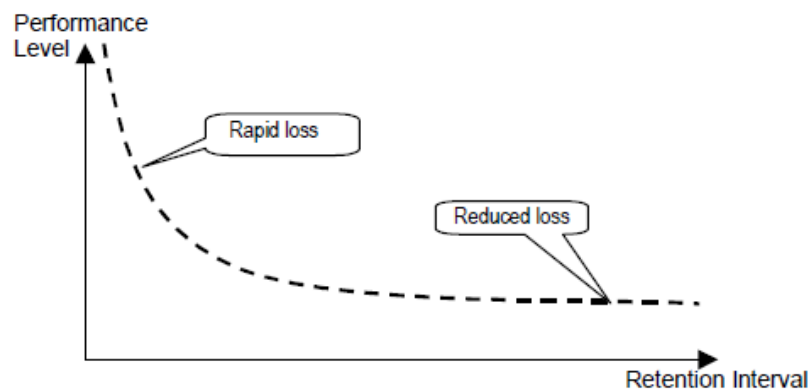 Performance
Level
Rapid loss
Reduced loss
Retention Interval